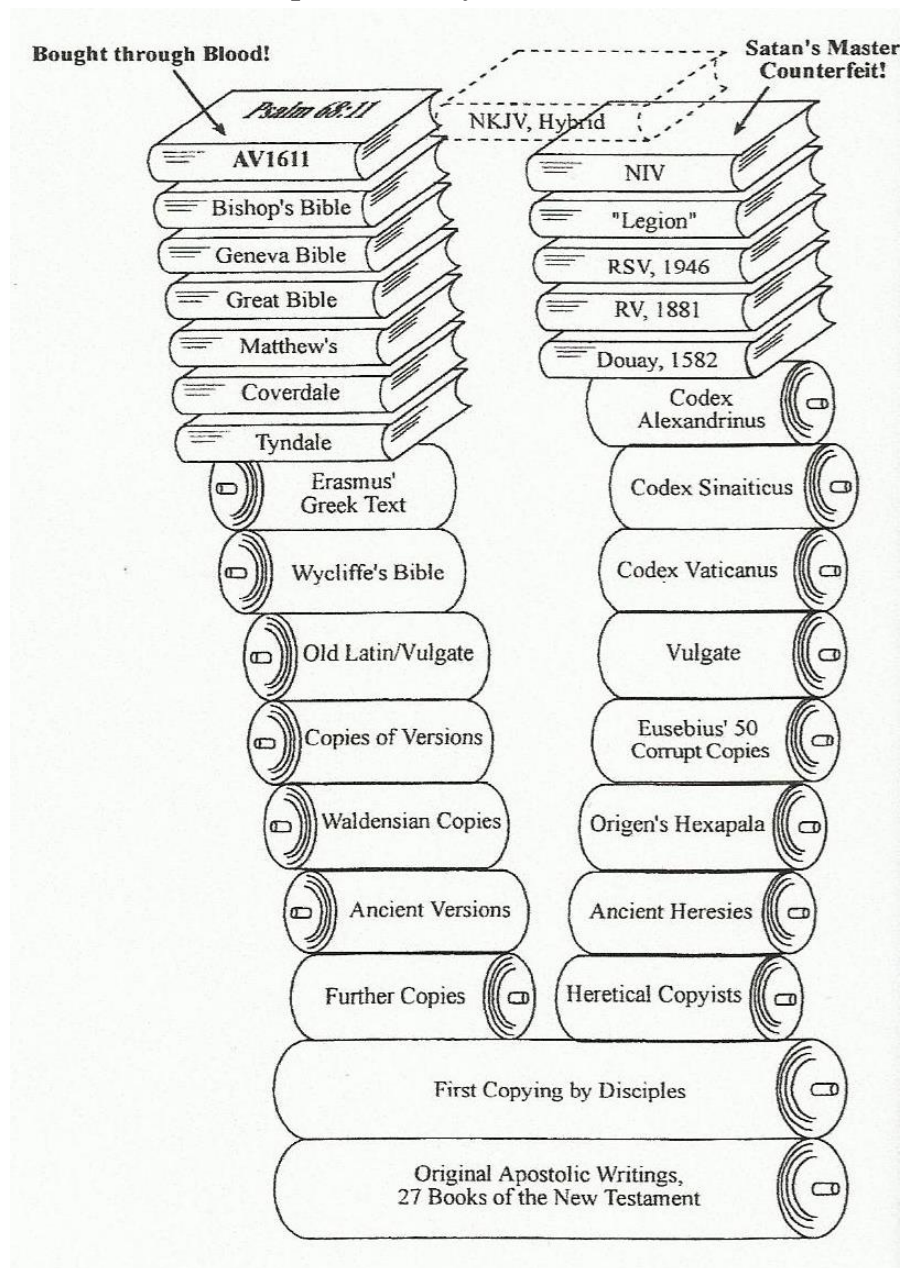 Bought through Blood!
Satan's Master
Counterfeit!
Psalm 68:11
NKJV, Hybrid
AV1611
Bishop's Bible
Geneva Bible
Great Bible
Matthew's
Coverdale
Tyndale
Erasmus'
Greek Text
Wycliffe's Bible
Old Latin/Vulgate
Copies of Versions
Waldensian Copies
Ancient Versions
Further Copies
NIV
"Legion"
RSV, 1946
RV, 1881
Douay, 1582
Codex
Alexandrinus
Codex Sinaiticus
Codex Vaticanus
Vulgate
Eusebius' 50
Corrupt Copies
Origen's Hexapala
Ancient Heresies
Heretical Copyists
First Copying by Disciples
Original Apostolic Writings,
27 Books of the New Testament